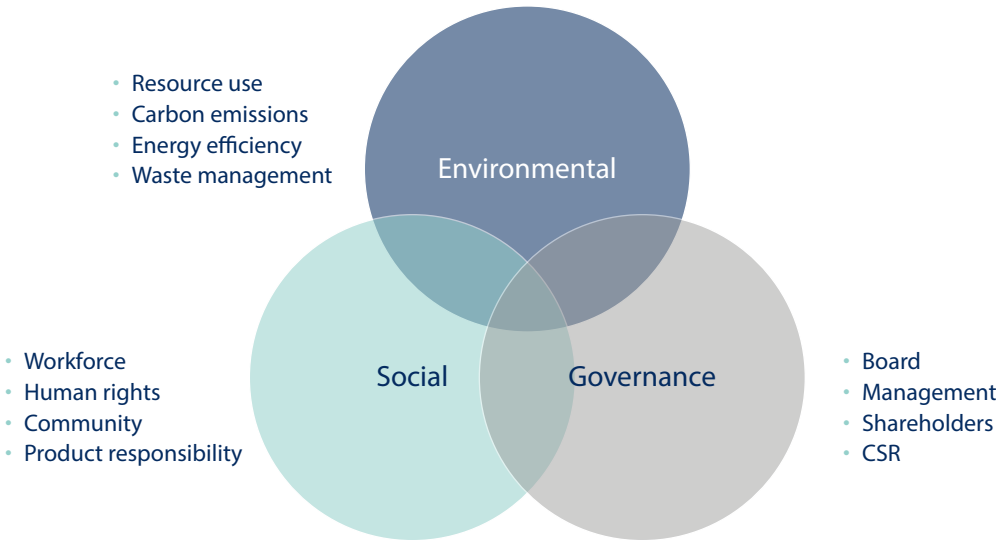 • Resource use
• Carbon emissions
• Energy efficiency
• Waste management
Environmental
• Workforce
• Human rights
• Community
• Product responsibility
Social
Governance
• Board
• Management
• Shareholders
• CSR